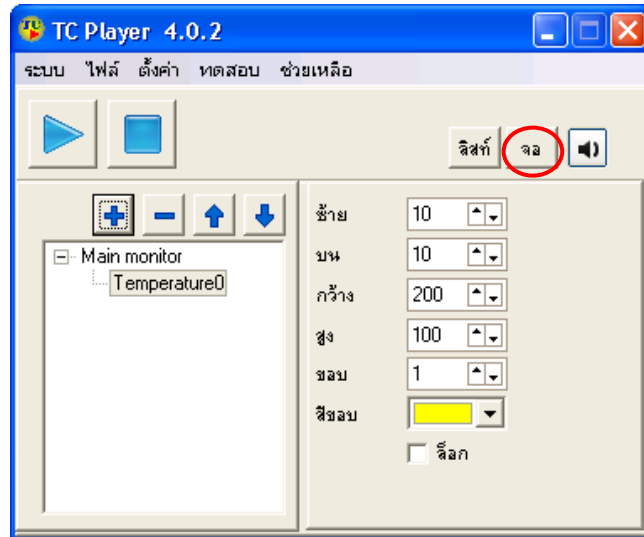 TC Player 4.0.2
ระบบ ไฟล์ ตั้งค่า ทดสอบ ช่วยเหลือ
ลิสท์ จอ
ซ้าย 10
Main monitor
บน 10
Temperature0
กว้าง 200
สูง 100
ขอบ 1
สีขอบ
ล็อก